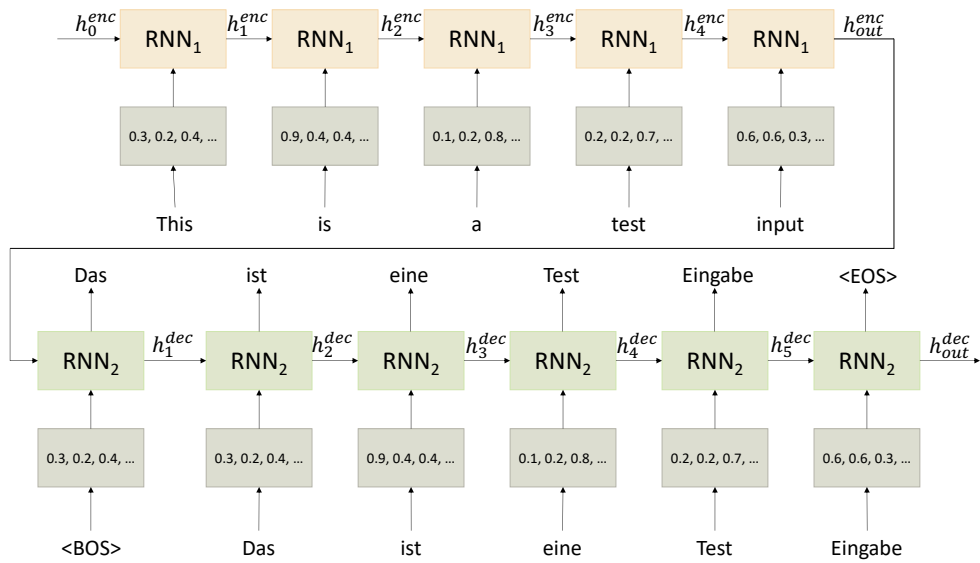 h_0^{enc} RNN_1 h_1^{enc} RNN_1 h_2^{enc} RNN_1 h_3^{enc} RNN_1 h_4^{enc} RNN_1 h_{out}^{enc}
0.3, 0.2, 0.4, ... 0.9, 0.4, 0.4, ... 0.1, 0.2, 0.8, ... 0.2, 0.2, 0.7, ... 0.6, 0.6, 0.3, ...
This is a test input
Das ist eine Test Eingabe <EOS>
RNN_2 h_1^{dec} RNN_2 h_2^{dec} RNN_2 h_3^{dec} RNN_2 h_4^{dec} RNN_2 h_5^{dec} RNN_2 h_{out}^{dec}
0.3, 0.2, 0.4, ... 0.3, 0.2, 0.4, ... 0.9, 0.4, 0.4, ... 0.1, 0.2, 0.8, ... 0.2, 0.2, 0.7, ... 0.6, 0.6, 0.3, ...
<BOS> Das ist eine Test Eingabe